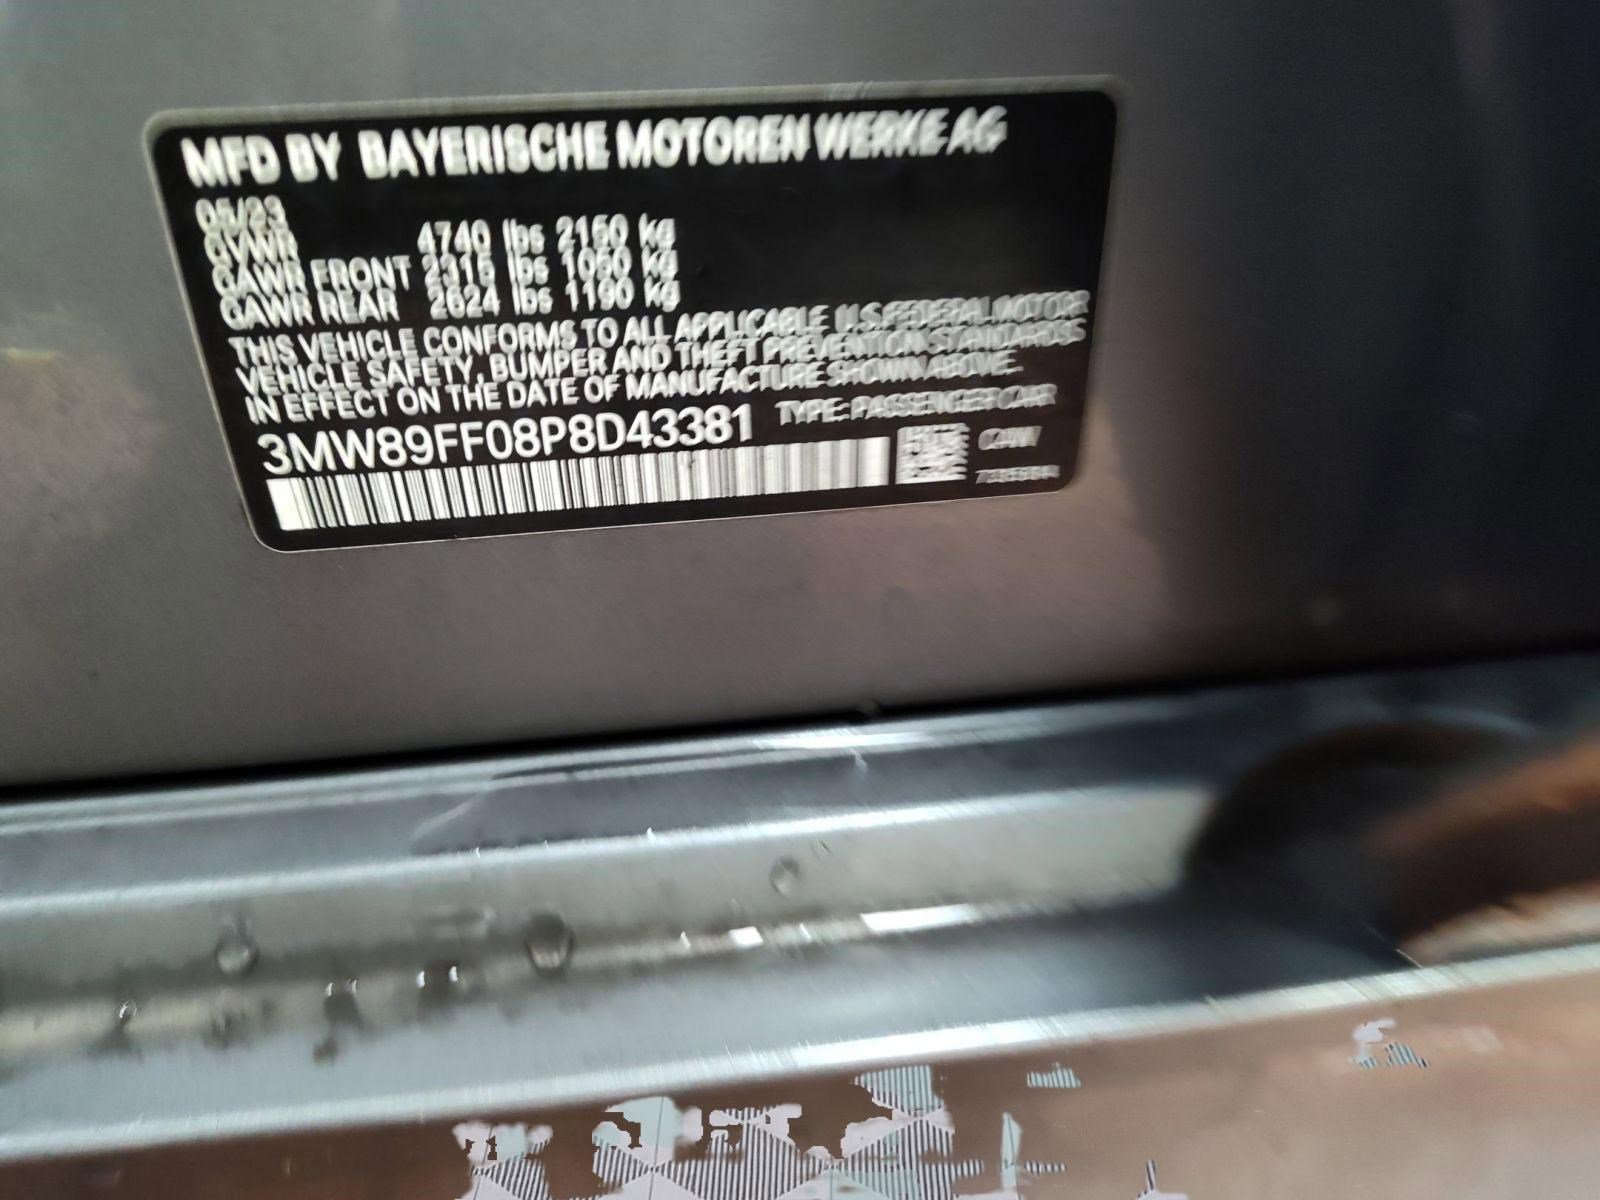 MFD BY BAYERISCHE MOTOREN WERKE AG
05/23
GVWR 4740 lbs 2150 kg
GAWR FRONT 2315 lbs 1050 kg
GAWR REAR 2624 lbs 1190 kg
THIS VEHICLE CONFORMS TO ALL APPLICABLE U.S. FEDERAL MOTOR
VEHICLE SAFETY, BUMPER AND THEFT PREVENTION STANDARDS
IN EFFECT ON THE DATE OF MANUFACTURE SHOWN ABOVE.
3MW89FF08P8D43381 TYPE: PASSENGER CAR